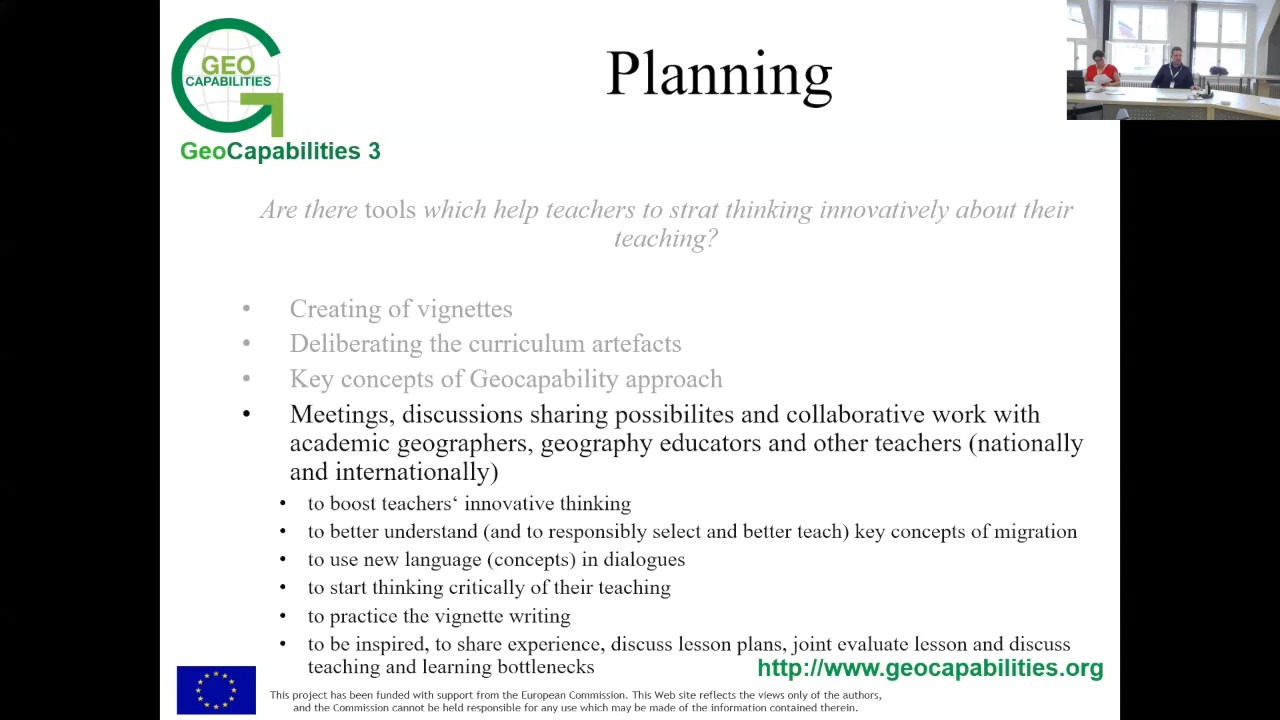 GEO
CAPABILITIES
GeoCapabilities 3
Planning
Are there tools which help teachers to strat thinking innovatively about their
teaching?
• Creating of vignettes
• Deliberating the curriculum artefacts
• Key concepts of Geocapability approach
• Meetings, discussions sharing possibilites and collaborative work with
academic geographers, geography educators and other teachers (nationally
and internationally)
• to boost teachers‘ innovative thinking
• to better understand (and to responsibly select and better teach) key concepts of migration
• to use new language (concepts) in dialogues
• to start thinking critically of their teaching
• to practice the vignette writing
• to be inspired, to share experience, discuss lesson plans, joint evaluate lesson and discuss
teaching and learning bottlenecks
http://www.geocapabilities.org
This project has been funded with support from the European Commission. This Web site reflects the views only of the authors,
and the Commission cannot be held responsible for any use which may be made of the information contained therein.